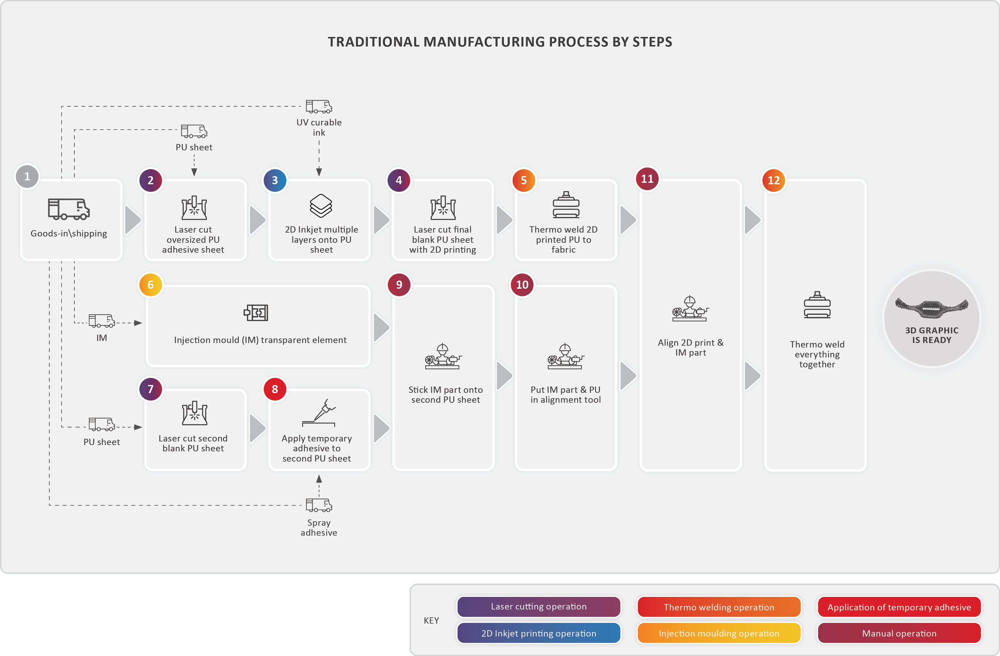 TRADITIONAL MANUFACTURING PROCESS BY STEPS
UV curable
ink
PU sheet
1
Goods-in\shipping
2
Laser cut
oversized PU
adhesive sheet
3
2D Inkjet multiple
layers onto PU
sheet
4
Laser cut final
blank PU sheet
with 2D printing
5
Thermo weld 2D
printed PU to
fabric
IM
6
Injection mould (IM) transparent element
PU sheet
7
Laser cut second
blank PU sheet
8
Apply temporary
adhesive to
second PU sheet
Spray
adhesive
9
Stick IM part onto
second PU sheet
10
Put IM part & PU
in alignment tool
11
Align 2D print &
IM part
12
Thermo weld
everything
together
3D GRAPHIC
IS READY
KEY
Laser cutting operation
Thermo welding operation
Application of temporary adhesive
2D Inkjet printing operation
Injection moulding operation
Manual operation